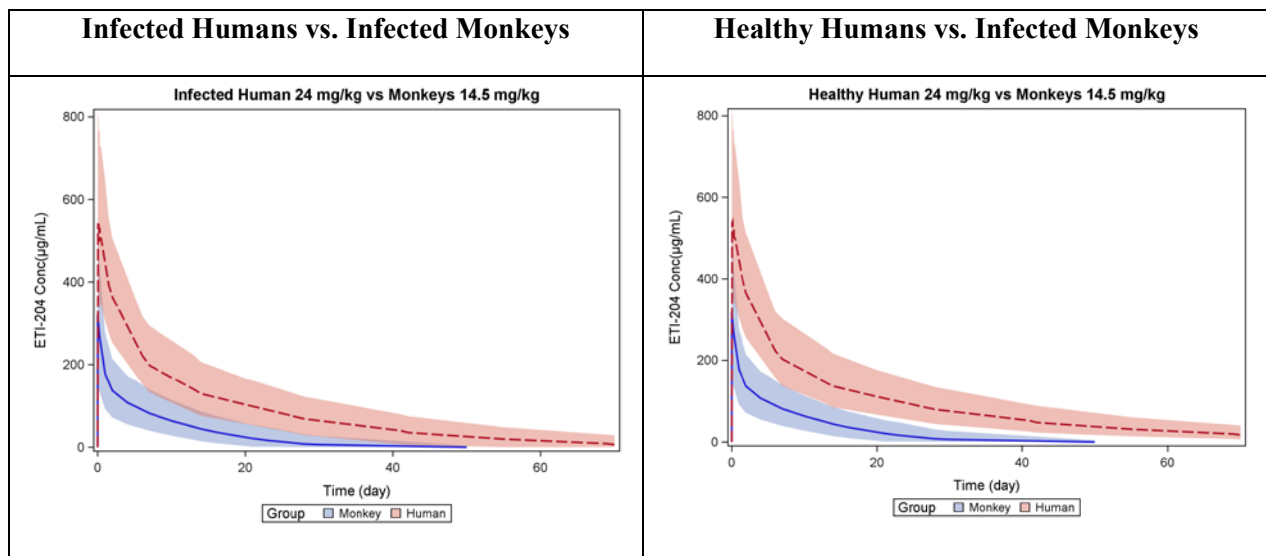 Infected Humans vs. Infected Monkeys
Healthy Humans vs. Infected Monkeys
Infected Human 24 mg/kg vs Monkeys 14.5 mg/kg
800
600
400
200
0
ETI-204 Conc(µg/mL)
0 20 40 60
Time (day)
Group Monkey Human
Healthy Human 24 mg/kg vs Monkeys 14.5 mg/kg
800
600
400
200
0
ETI-204 Conc(µg/mL)
0 20 40 60
Time (day)
Group Monkey Human